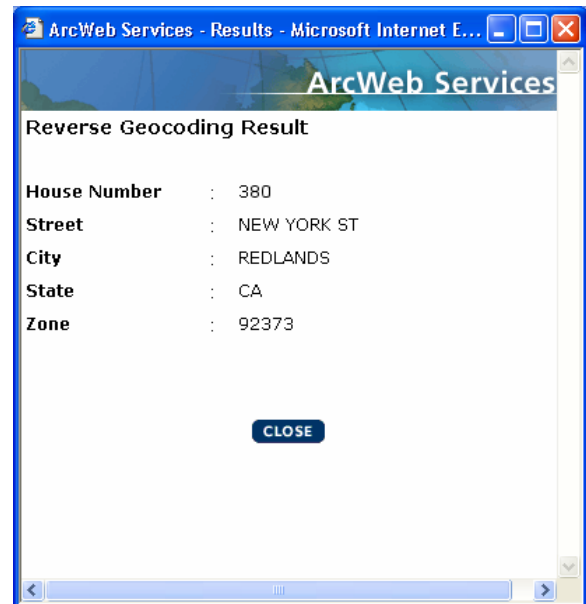 ArcWeb Services - Results - Microsoft Internet E...
ArcWeb Services
Reverse Geocoding Result
House Number : 380
Street : NEW YORK ST
City : REDLANDS
State : CA
Zone : 92373
CLOSE